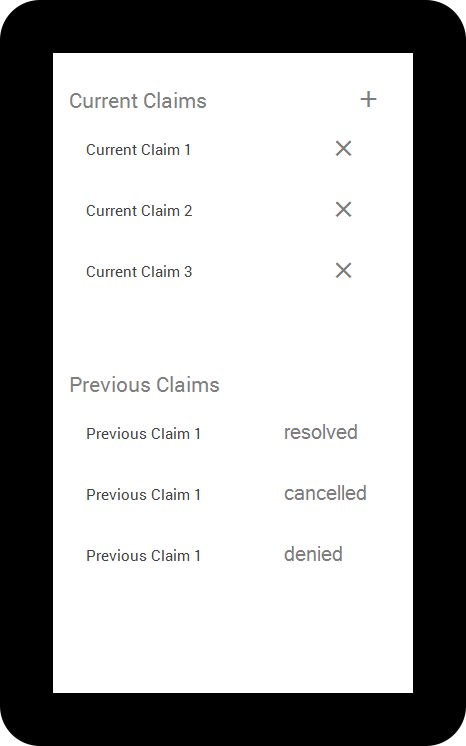 Current Claims +
Current Claim 1
Current Claim 2
Current Claim 3
Previous Claims
Previous Claim 1 resolved
Previous Claim 1 cancelled
Previous Claim 1 denied